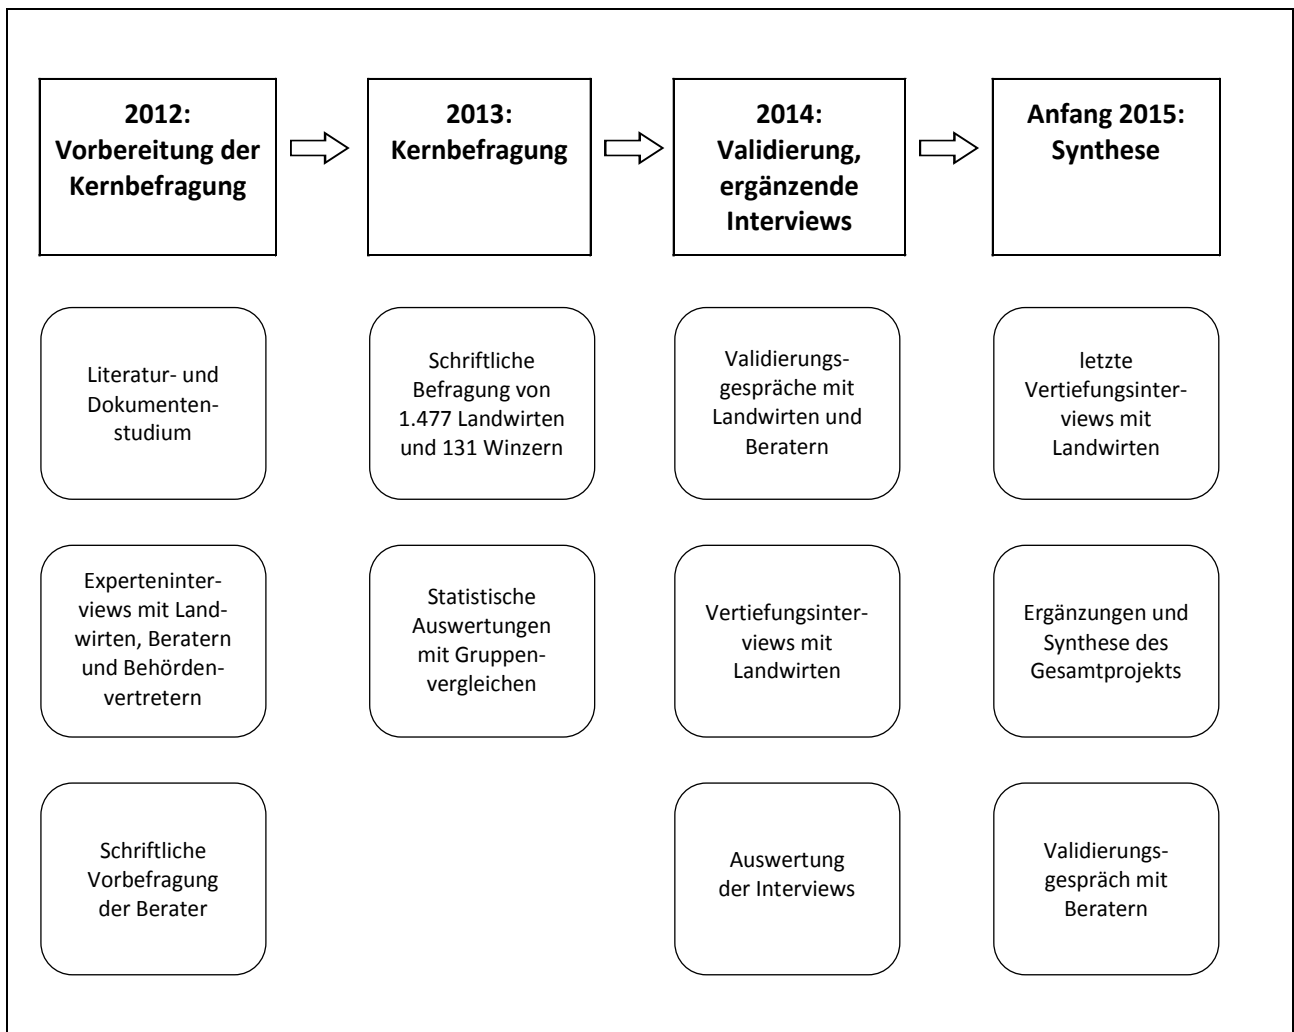 2012:
Vorbereitung der
Kernbefragung
2013:
Kernbefragung
2014:
Validierung,
ergänzende
Interviews
Anfang 2015:
Synthese
Literatur- und
Dokumenten-
studium
Schriftliche
Befragung von
1.477 Landwirten
und 131 Winzern
Validierungs-
gespräche mit
Landwirten und
Beratern
letzte
Vertiefungsinter-
views mit
Landwirten
Experteninter-
views mit Land-
wirten, Beratern
und Behörden-
vertretern
Statistische
Auswertungen
mit Gruppen-
vergleichen
Vertiefungsinter-
views mit
Landwirten
Ergänzungen und
Synthese des
Gesamtprojekts
Schriftliche
Vorbefragung
der Berater
Auswertung
der Interviews
Validierungs-
gespräch mit
Beratern